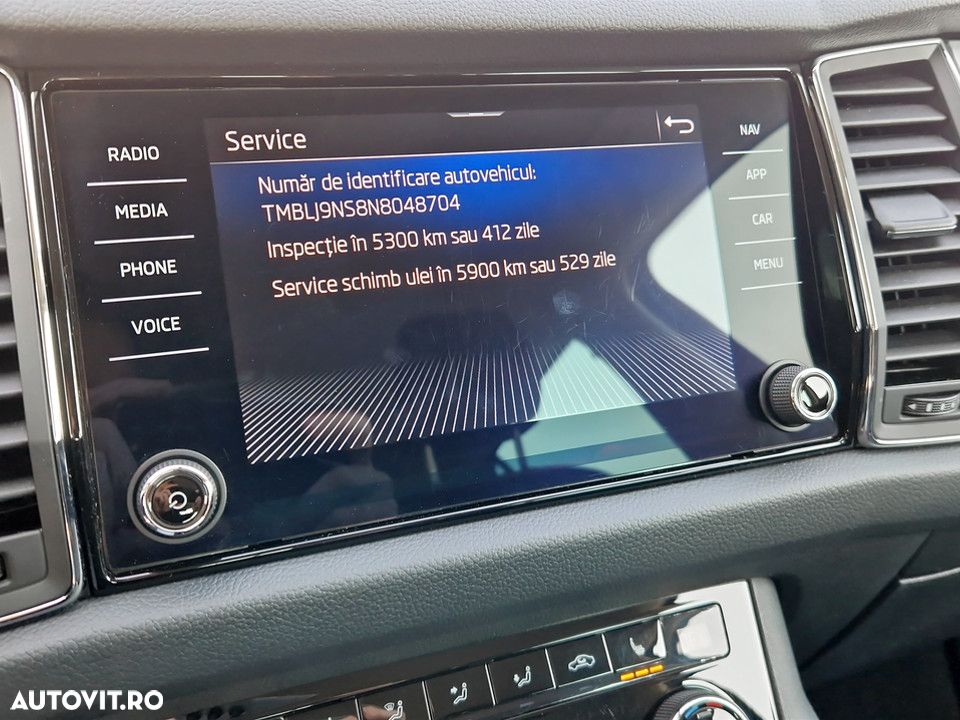 Service
RADIO
MEDIA
PHONE
VOICE
Număr de identificare autovehicul:
TMBLJ9NS8N8048704
Inspecție în 5300 km sau 412 zile
Service schimb ulei în 5900 km sau 529 zile
NAV
APP
CAR
MENU
AUTOVIT.RO